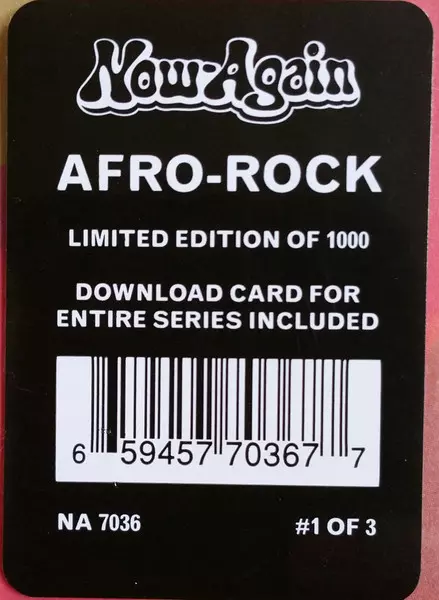 Now-Again
AFRO-ROCK
LIMITED EDITION OF 1000
DOWNLOAD CARD FOR
ENTIRE SERIES INCLUDED
6 59457 70367 7
NA 7036 #1 OF 3